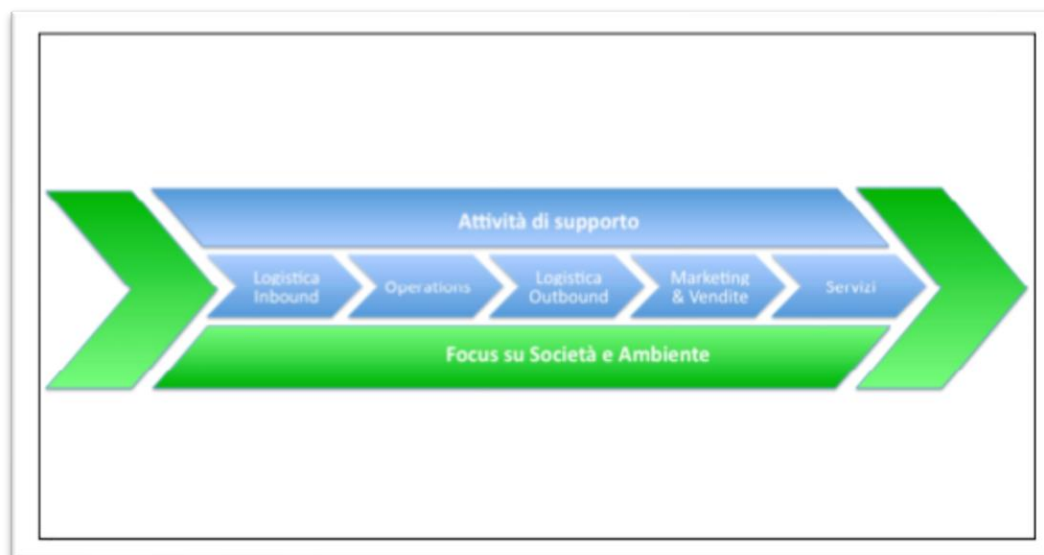 Attività di supporto
Logistica
Inbound
Operations
Logistica
Outbound
Marketing
& Vendite
Servizi
Focus su Società e Ambiente